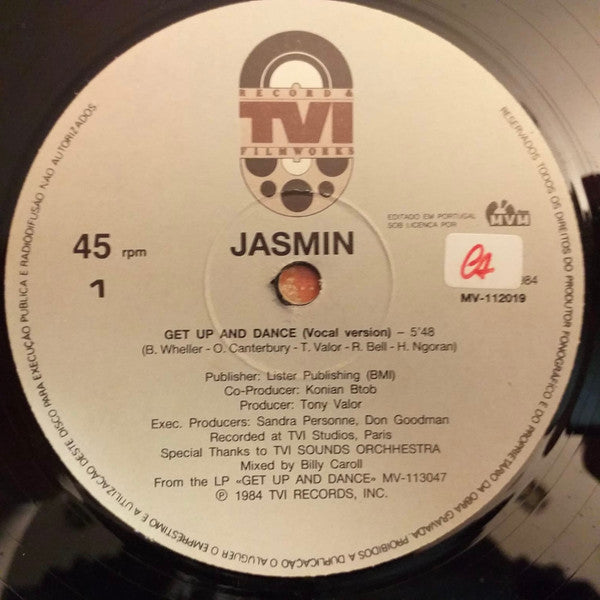 RECORD &
TVI
FILMWORKS
45 rpm
1
JASMIN
EDITADO EM PORTUGAL
SOB LICENÇA POR
MVM
984
MV-112019
GET UP AND DANCE (Vocal version) – 5'48
(B. Wheller - O. Canterbury - T. Valor - R. Bell - H. Ngoran)
Publisher: Lister Publishing (BMI)
Co-Producer: Konian Btob
Producer: Tony Valor
Exec. Producers: Sandra Personne, Don Goodman
Recorded at TVI Studios, Paris
Special Thanks to TVI SOUNDS ORCHHESTRA
Mixed by Billy Caroll
From the LP «GET UP AND DANCE» MV-113047
℗ 1984 TVI RECORDS, INC.
RESERVADOS TODOS OS DIREITOS DO PRODUTOR FONOGRÁFICO E DO PROPRIETÁRIO DA OBRA GRAVADA. PROIBIDOS A DUPLICAÇÃO O ALUGUER O EMPRÉSTIMO E A UTILIZAÇÃO DESTE DISCO PARA EXECUÇÃO PÚBLICA E RADIODIFUSÃO NÃO AUTORIZADOS